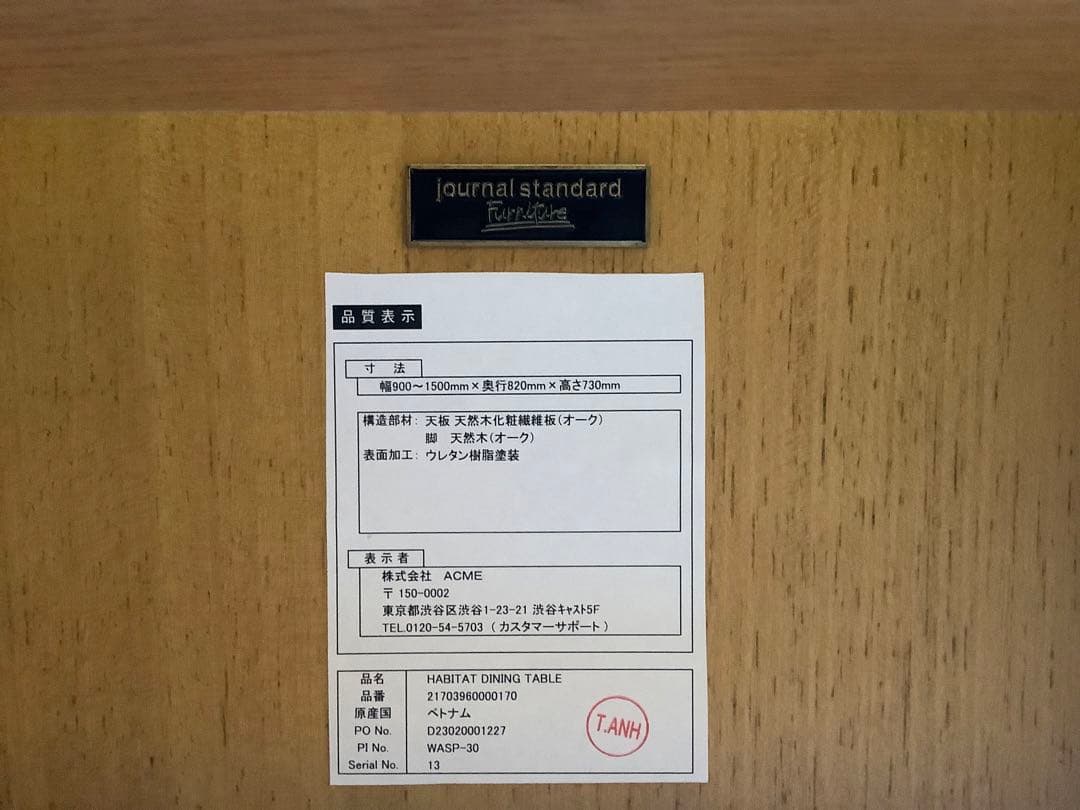 journal standard
Furniture
品質表示
寸法
幅900～1500mm×奥行820mm×高さ730mm
構造部材： 天板 天然木化粧繊維板(オーク)
脚 天然木(オーク)
表面加工： ウレタン樹脂塗装
表示者
株式会社 ACME
〒150-0002
東京都渋谷区渋谷1-23-21 渋谷ｷｬｽﾄ5F
TEL.0120-54-5703 (カスタマーサポート)
品名 HABITAT DINING TABLE
品番 21703960000170
原産国 ベトナム
PO No. D23020001227
PI No. WASP-30
Serial No. 13
T.ANH